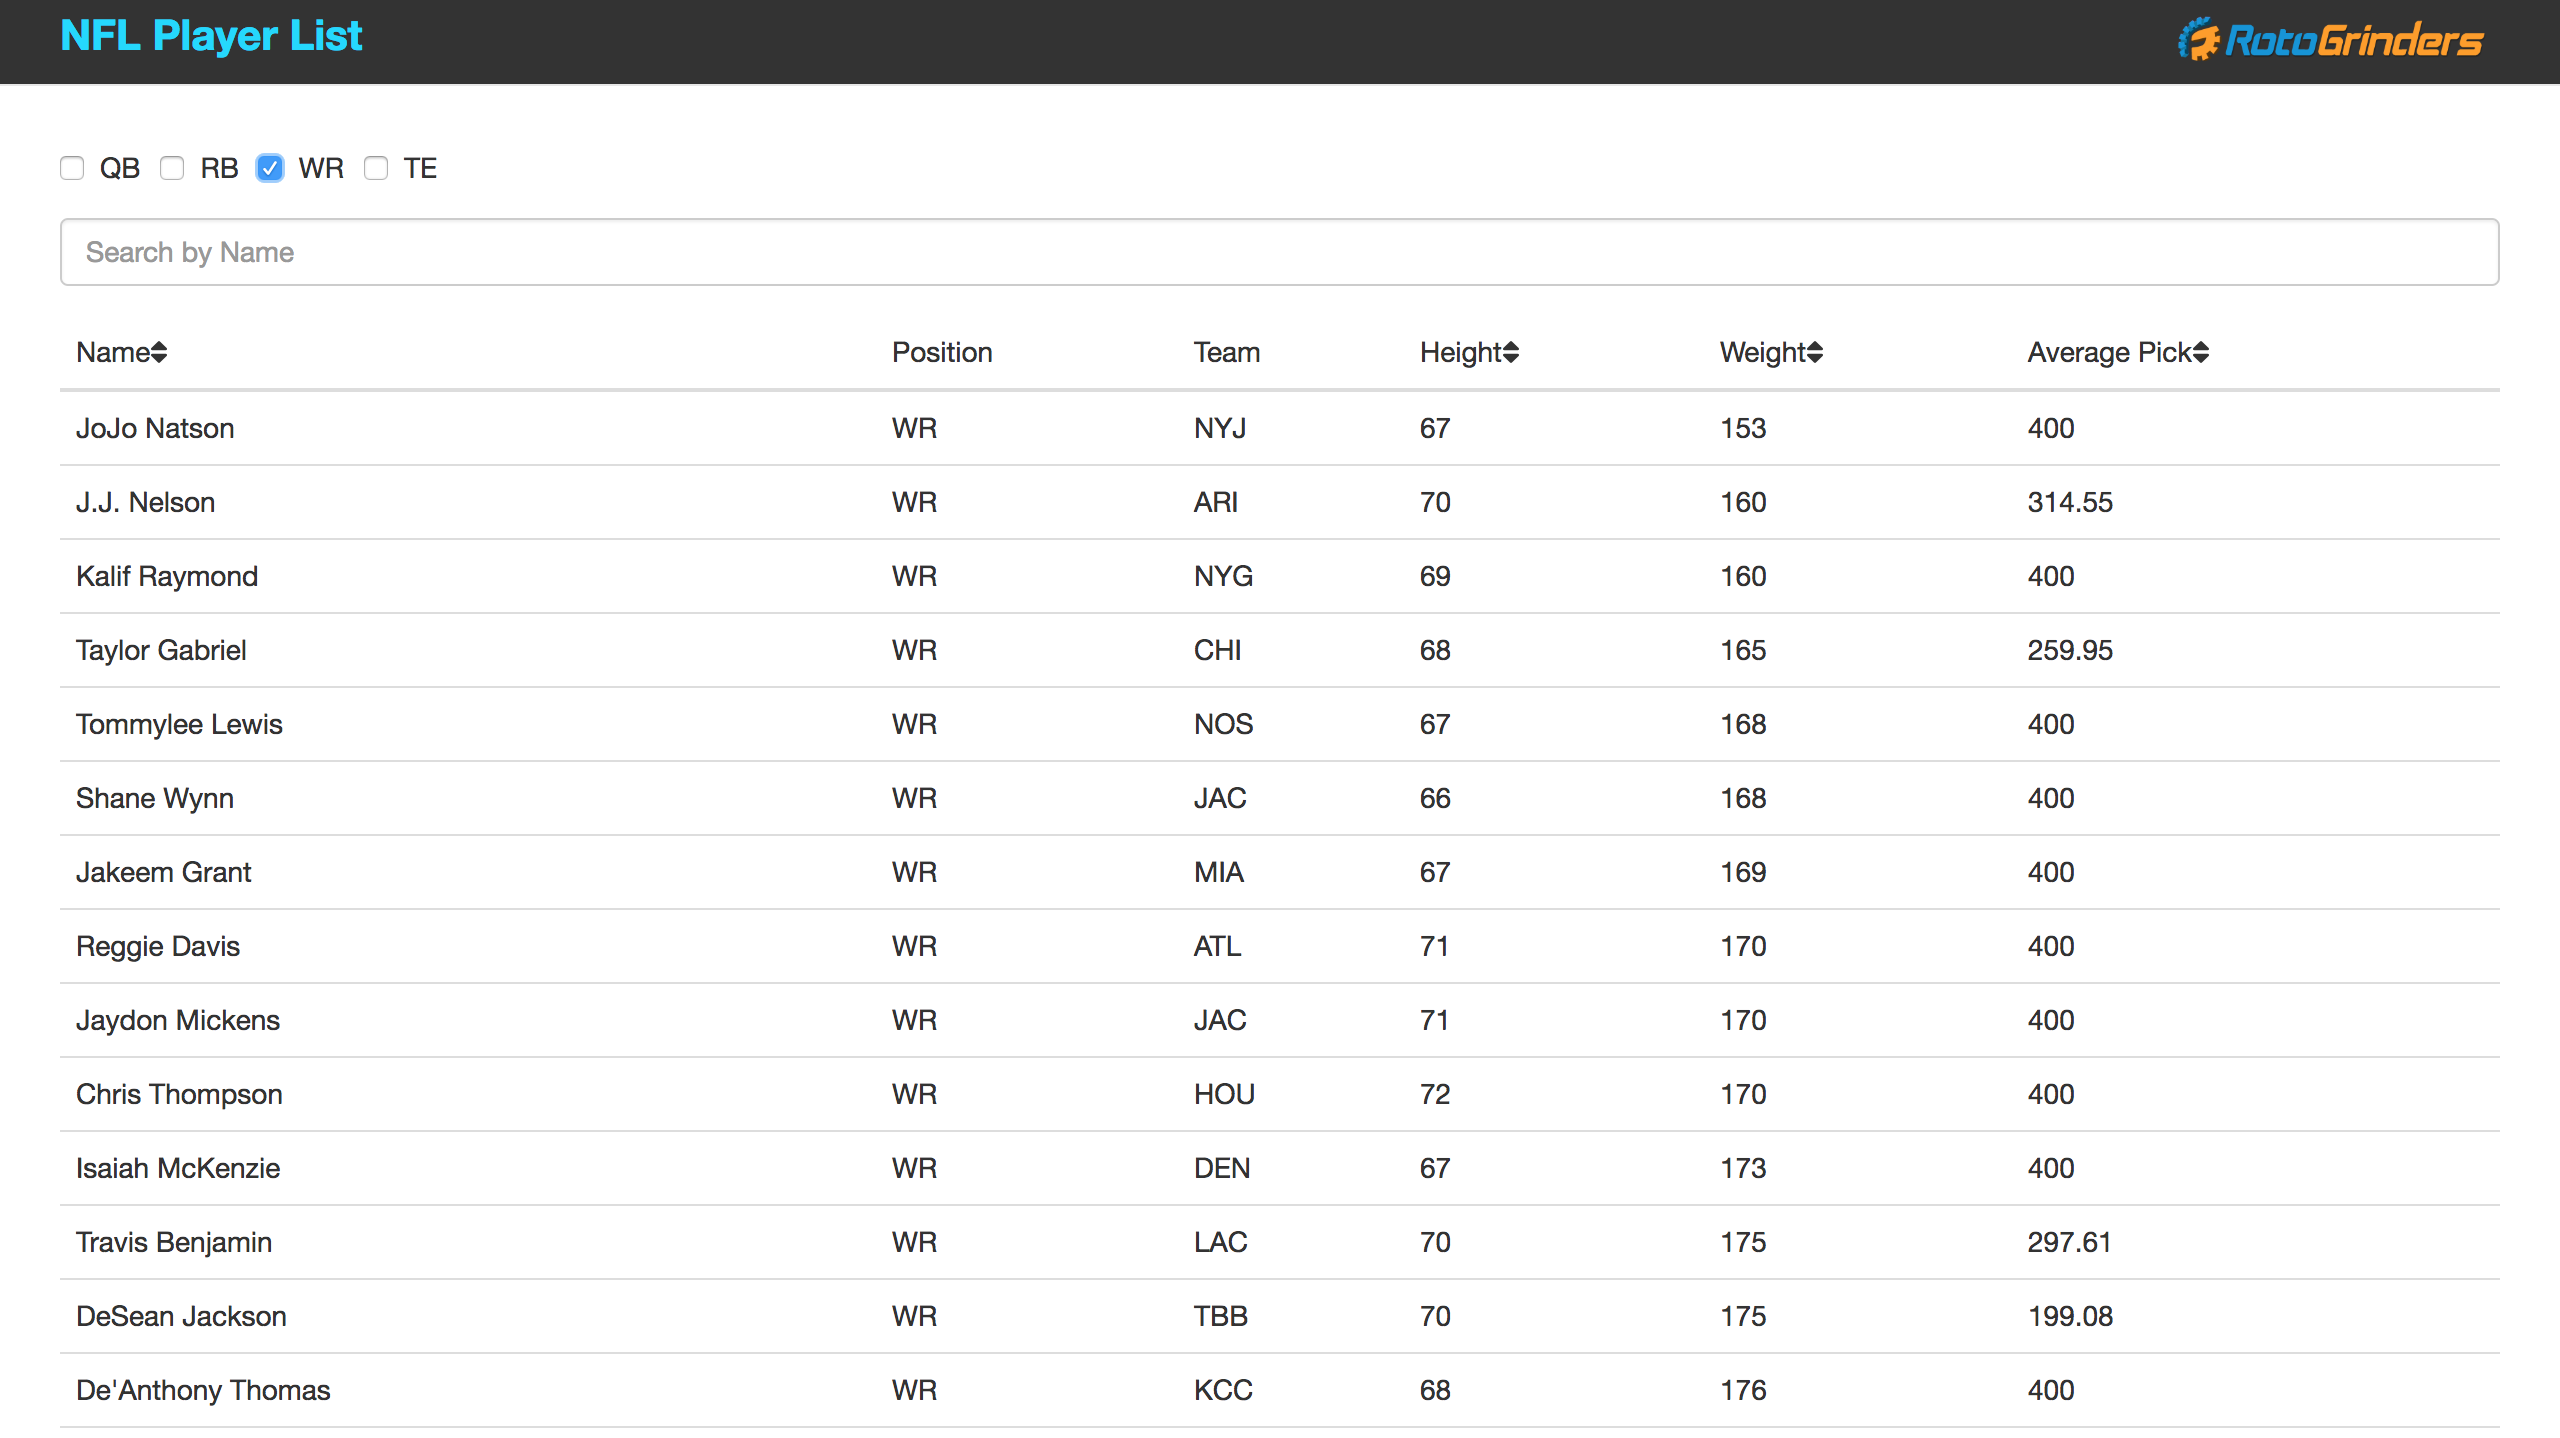 NFL Player List RotoGrinders
QB RB WR TE
Search by Name
Name Position Team Height Weight Average Pick
JoJo Natson WR NYJ 67 153 400
J.J. Nelson WR ARI 70 160 314.55
Kalif Raymond WR NYG 69 160 400
Taylor Gabriel WR CHI 68 165 259.95
Tommylee Lewis WR NOS 67 168 400
Shane Wynn WR JAC 66 168 400
Jakeem Grant WR MIA 67 169 400
Reggie Davis WR ATL 71 170 400
Jaydon Mickens WR JAC 71 170 400
Chris Thompson WR HOU 72 170 400
Isaiah McKenzie WR DEN 67 173 400
Travis Benjamin WR LAC 70 175 297.61
DeSean Jackson WR TBB 70 175 199.08
De'Anthony Thomas WR KCC 68 176 400